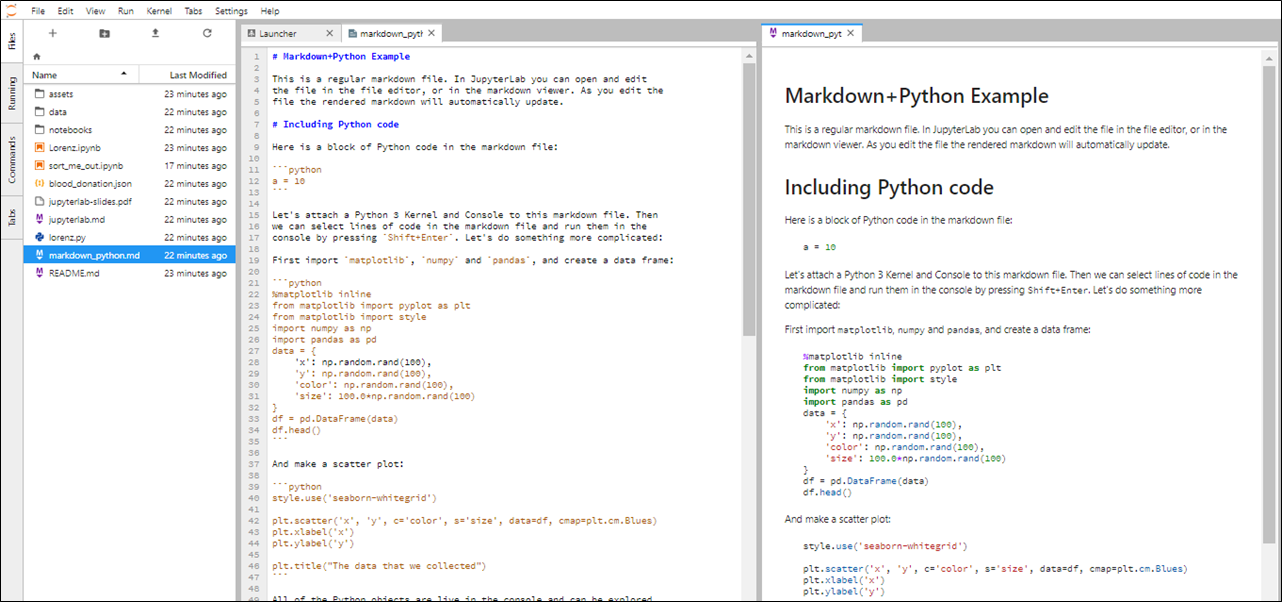 File Edit View Run Kernel Tabs Settings Help
Files
Running
Commands
Tabs
Name Last Modified
assets 23 minutes ago
data 22 minutes ago
notebooks 22 minutes ago
Lorenz.ipynb 23 minutes ago
sort_me_out.ipynb 17 minutes ago
blood_donation.json 22 minutes ago
jupyterlab-slides.pdf 22 minutes ago
jupyterlab.md 22 minutes ago
lorenz.py 22 minutes ago
markdown_python.md 22 minutes ago
README.md 23 minutes ago
Launcher markdown_pyth
1 # Markdown+Python Example
2
3 This is a regular markdown file. In JupyterLab you can open and edit
4 the file in the file editor, or in the markdown viewer. As you edit the
5 file the rendered markdown will automatically update.
6
7 # Including Python code
8
9 Here is a block of Python code in the markdown file:
10
11 ```python
12 a = 10
13 ```
14
15 Let's attach a Python 3 Kernel and Console to this markdown file. Then
16 we can select lines of code in the markdown file and run them in the
17 console by pressing `Shift+Enter`. Let's do something more complicated:
18
19 First import `matplotlib`, `numpy` and `pandas`, and create a data frame:
20
21 ```python
22 %matplotlib inline
23 from matplotlib import pyplot as plt
24 from matplotlib import style
25 import numpy as np
26 import pandas as pd
27 data = {
28 'x': np.random.rand(100),
29 'y': np.random.rand(100),
30 'color': np.random.rand(100),
31 'size': 100.0*np.random.rand(100)
32 }
33 df = pd.DataFrame(data)
34 df.head()
35 ```
36
37 And make a scatter plot:
38
39 ```python
40 style.use('seaborn-whitegrid')
41
42 plt.scatter('x', 'y', c='color', s='size', data=df, cmap=plt.cm.Blues)
43 plt.xlabel('x')
44 plt.ylabel('y')
45
46 plt.title("The data that we collected")
47 ```
48
All of the Python objects are live in the console and can be explored
markdown_pyt
Markdown+Python Example
This is a regular markdown file. In JupyterLab you can open and edit the file in the file editor, or in the
markdown viewer. As you edit the file the rendered markdown will automatically update.
Including Python code
Here is a block of Python code in the markdown file:
a = 10
Let's attach a Python 3 Kernel and Console to this markdown file. Then we can select lines of code in the
markdown file and run them in the console by pressing Shift+Enter. Let's do something more
complicated:
First import matplotlib, numpy and pandas, and create a data frame:
%matplotlib inline
from matplotlib import pyplot as plt
from matplotlib import style
import numpy as np
import pandas as pd
data = {
'x': np.random.rand(100),
'y': np.random.rand(100),
'color': np.random.rand(100),
'size': 100.0*np.random.rand(100)
}
df = pd.DataFrame(data)
df.head()
And make a scatter plot:
style.use('seaborn-whitegrid')
plt.scatter('x', 'y', c='color', s='size', data=df, cmap=plt.cm.Blues)
plt.xlabel('x')
plt.ylabel('y')